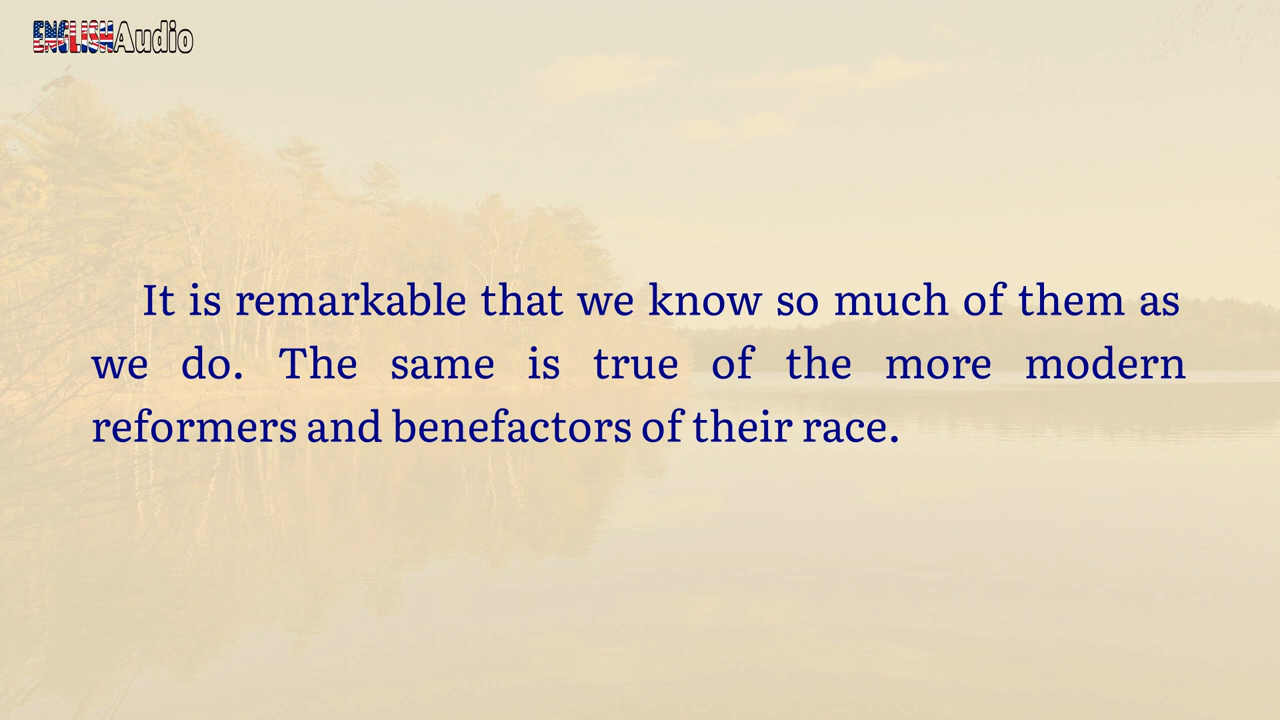 ENGLISHAudio
It is remarkable that we know so much of them as
we do. The same is true of the more modern
reformers and benefactors of their race.